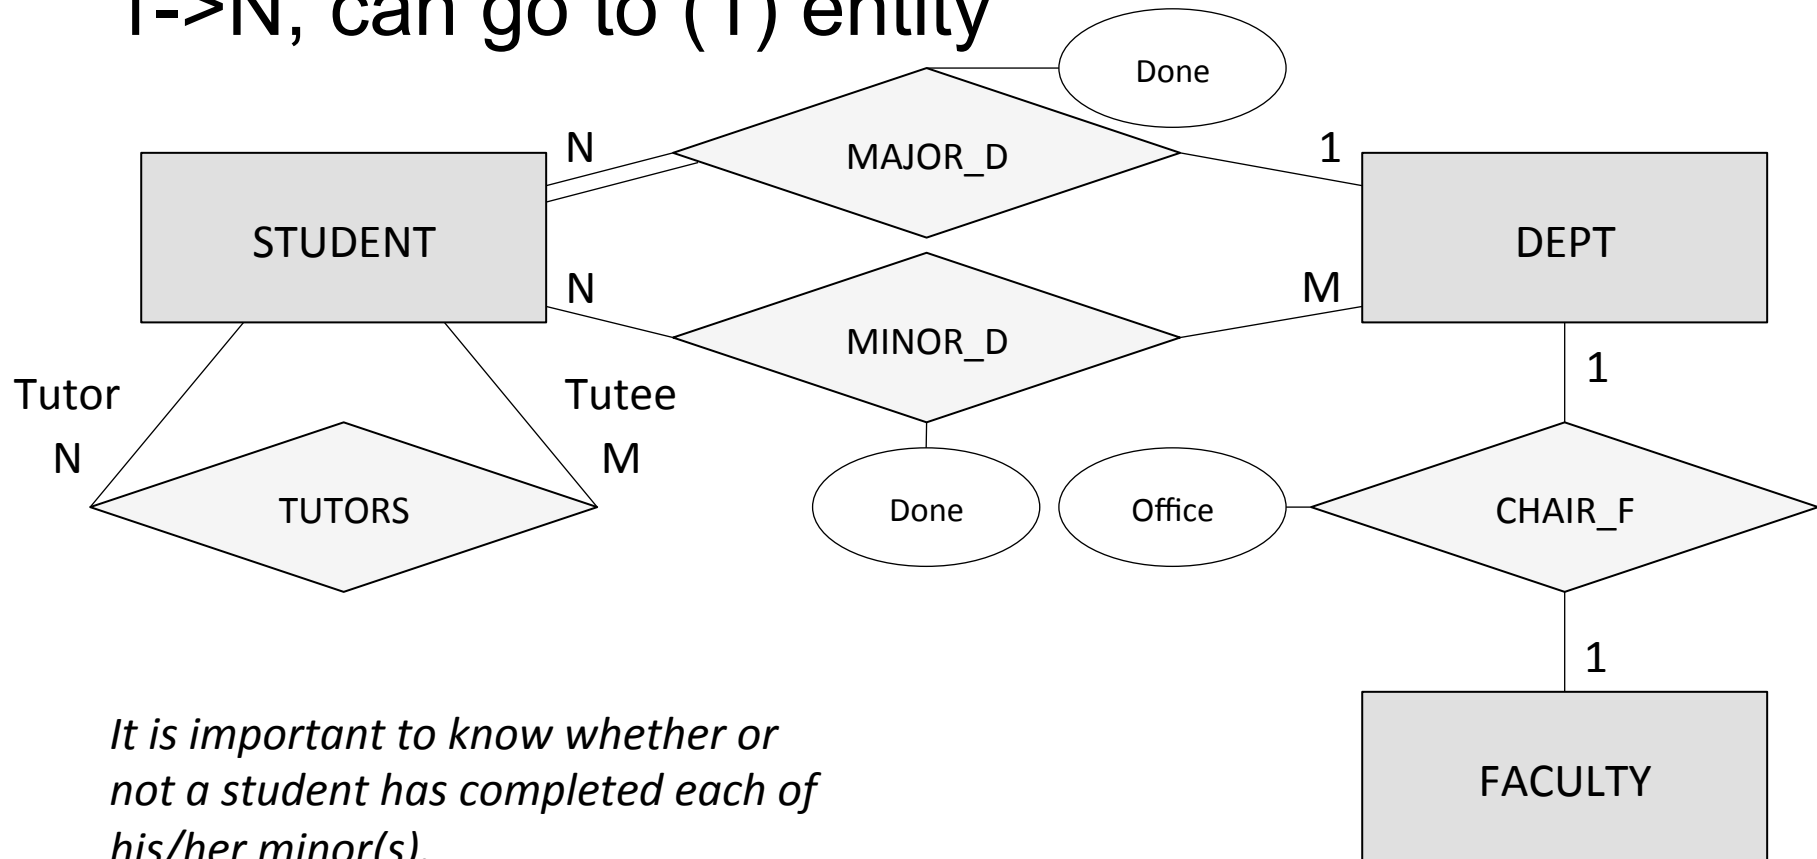 1->N, can go to (1) entity
Done
N
MAJOR_D
1
STUDENT
DEPT
N
MINOR_D
M
Tutor
Tutee
1
N
M
TUTORS
Done
Office
CHAIR_F
1
It is important to know whether or
not a student has completed each of
his/her minor(s).
FACULTY